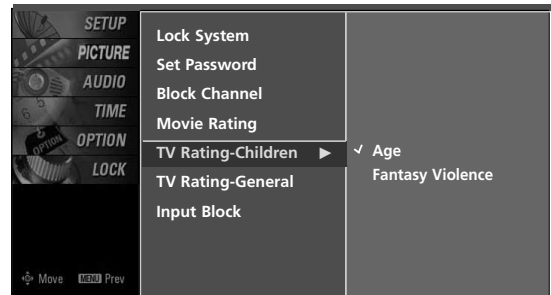 SETUP
PICTURE
AUDIO
TIME
OPTION
LOCK
Move MENU Prev
Lock System
Set Password
Block Channel
Movie Rating
TV Rating-Children ▶
TV Rating-General
Input Block
✓ Age
Fantasy Violence